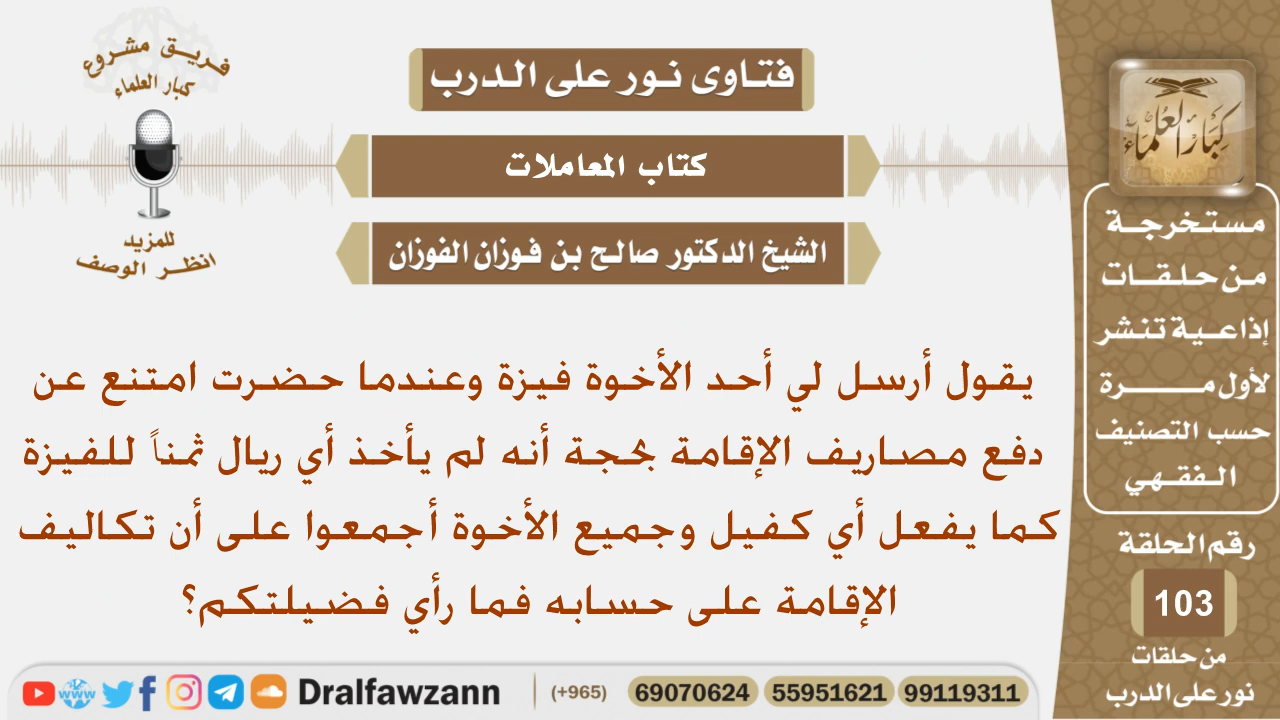 فتاوى نور على الدرب
كتاب المعاملات
الشيخ الدكتور صالح بن فوزان الفوزان
يقول أرسل لي أحد الأخوة فيزة وعندما حضرت امتنع عن
دفع مصاريف الإقامة بحجة أنه لم يأخذ أي ريال ثمناً للفيزة
كما يفعل أي كفيل وجميع الأخوة أجمعوا على أن تكاليف
الإقامة على حسابه فما رأي فضيلتكم؟
كبار العلماء
مستخرجة
من حلقات
إذاعية تنشر
لأول مرة
حسب التصنيف
الفقهي
رقم الحلقة
103
من حلقات
نور على الدرب
فريق مشروع
كبار العلماء
للمزيد
انظر الوصف
www
Dralfawzann
(+965)
69070624
55951621
99119311